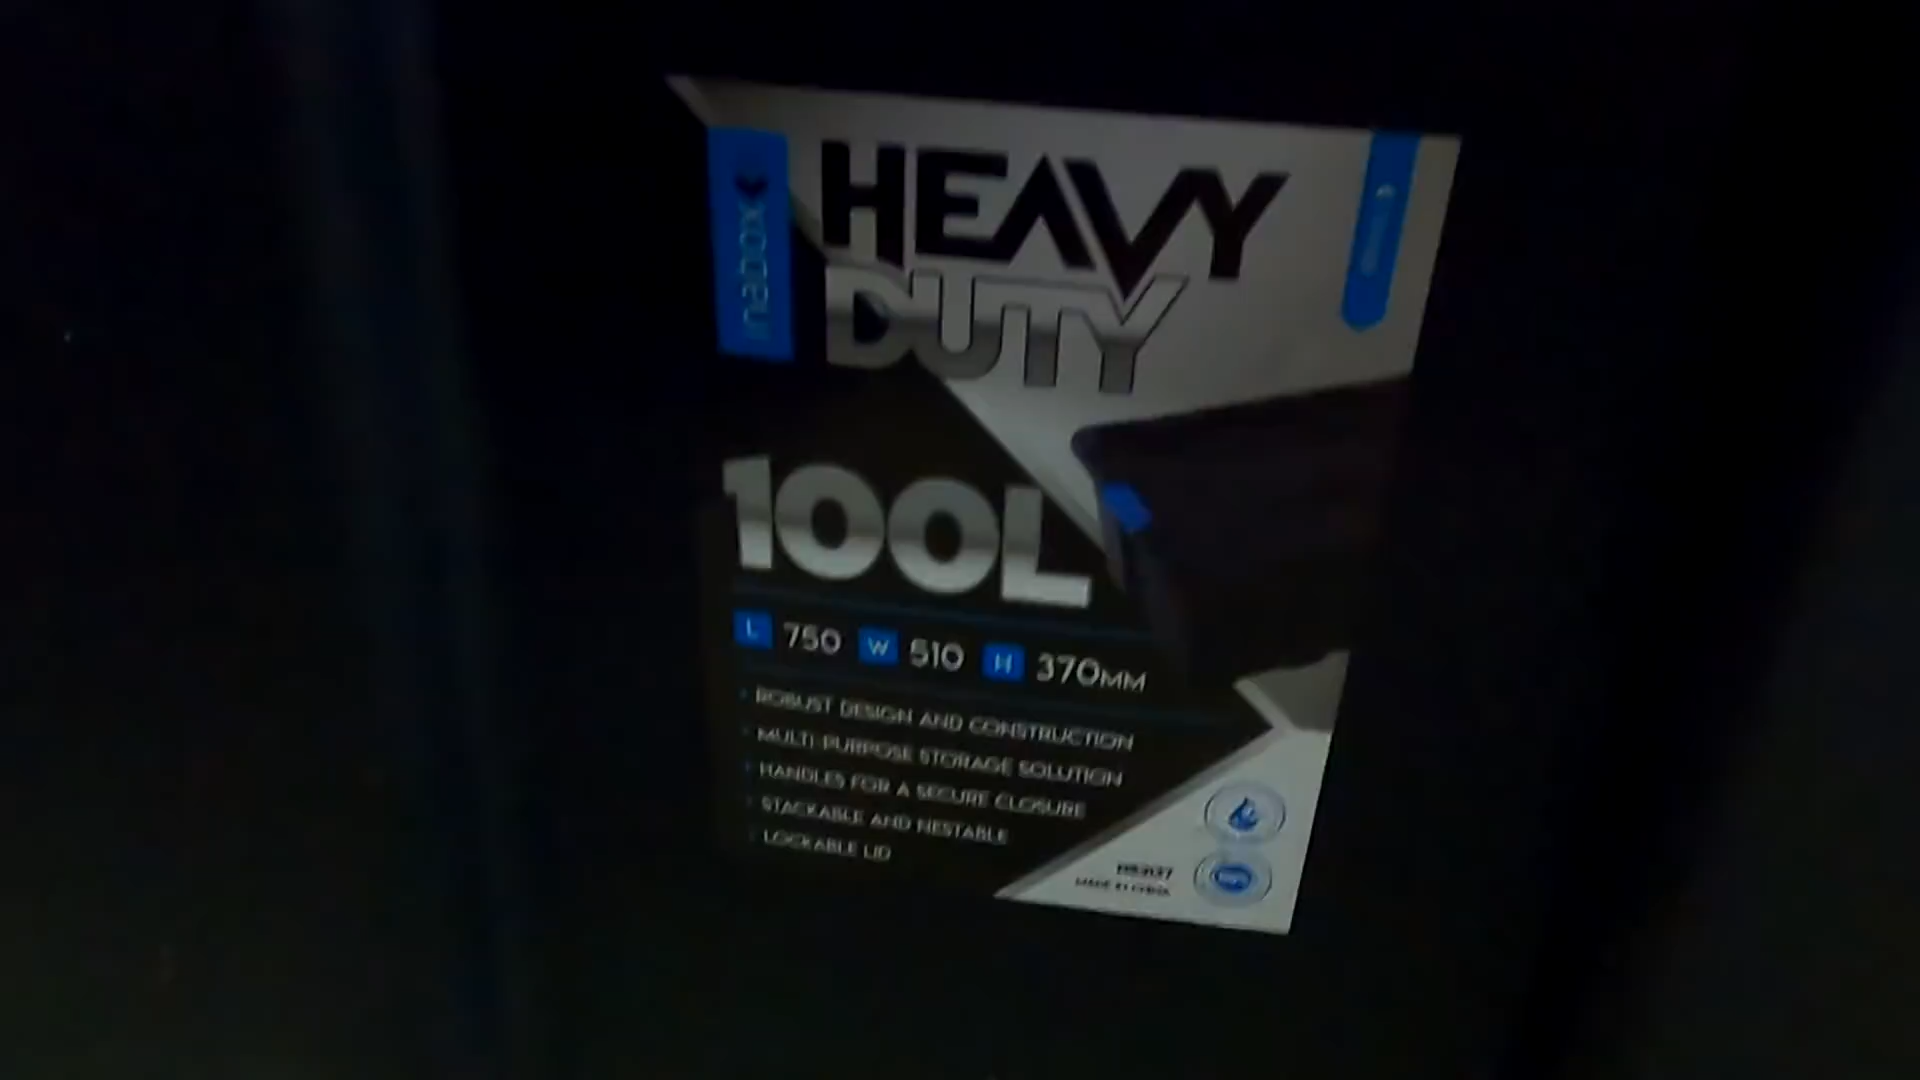 inabox
HEAVY
DUTY
100L
L 750 W 510 H 370MM
ROBUST DESIGN AND CONSTRUCTION
MULTI PURPOSE STORAGE SOLUTION
HANDLES FOR A SECURE CLOSURE
STACKABLE AND NESTABLE
LOCKABLE LID